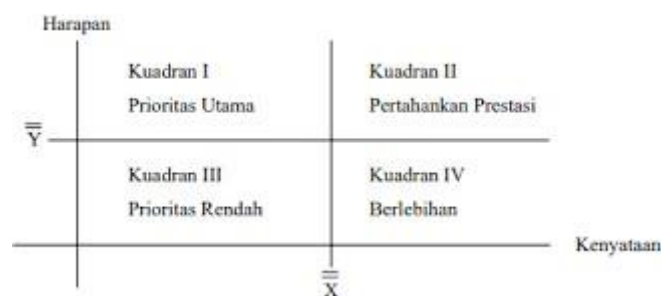 Harapan
Kuadran I
Prioritas Utama
Kuadran II
Pertahankan Prestasi
Y̿
Kuadran III
Prioritas Rendah
Kuadran IV
Berlebihan
Kenyataan
X̿